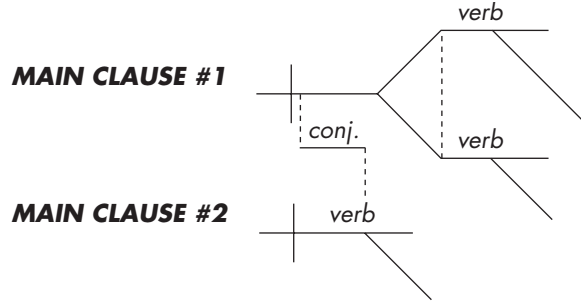 verb
MAIN CLAUSE #1
conj.
verb
MAIN CLAUSE #2 verb